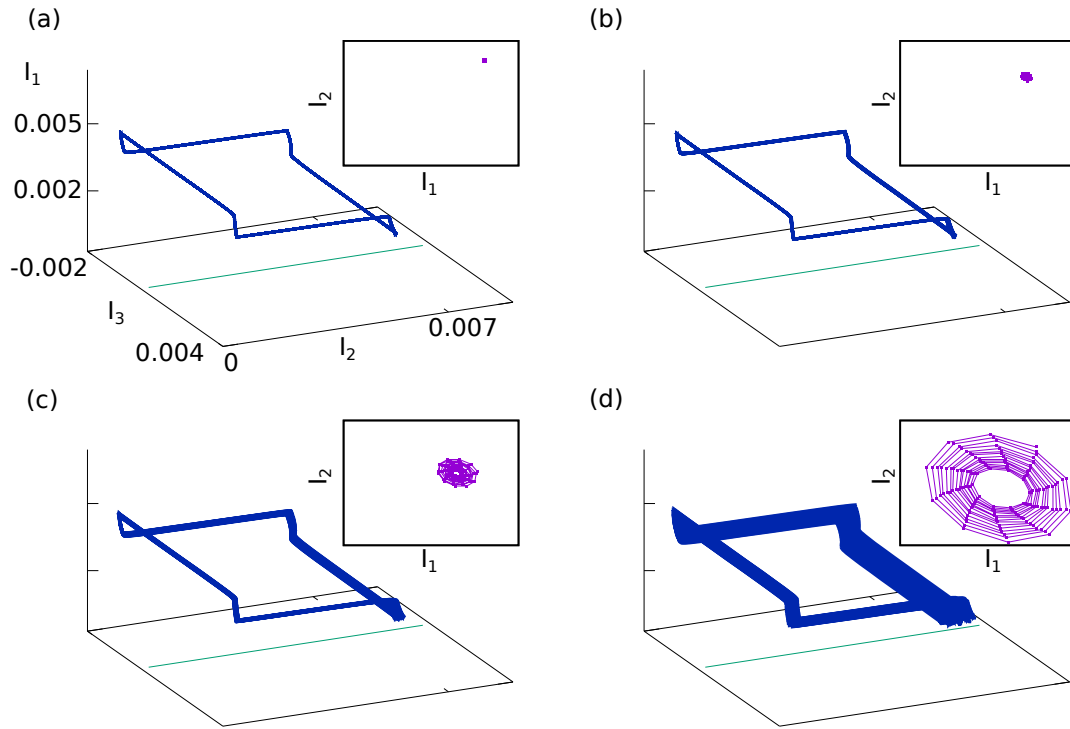 (a)
I₁
0.005
0.002
-0.002
I₃
0.004
0
I₂
0.007
I₂
I₁
(b)
I₂
I₁
(c)
I₂
I₁
(d)
I₂
I₁